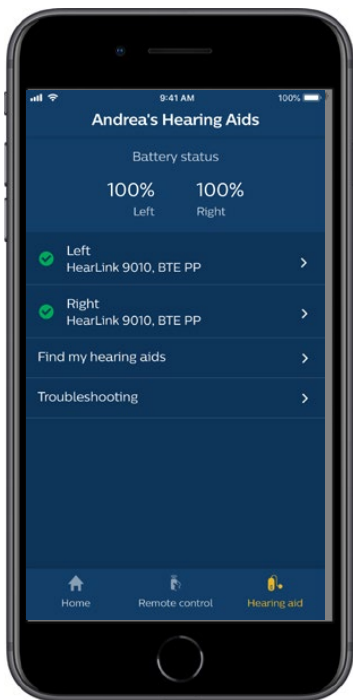 9:41 AM
100%
Andrea's Hearing Aids
Battery status
100% 100%
Left Right
Left
HearLink 9010, BTE PP
Right
HearLink 9010, BTE PP
Find my hearing aids
Troubleshooting
Home Remote control Hearing aid